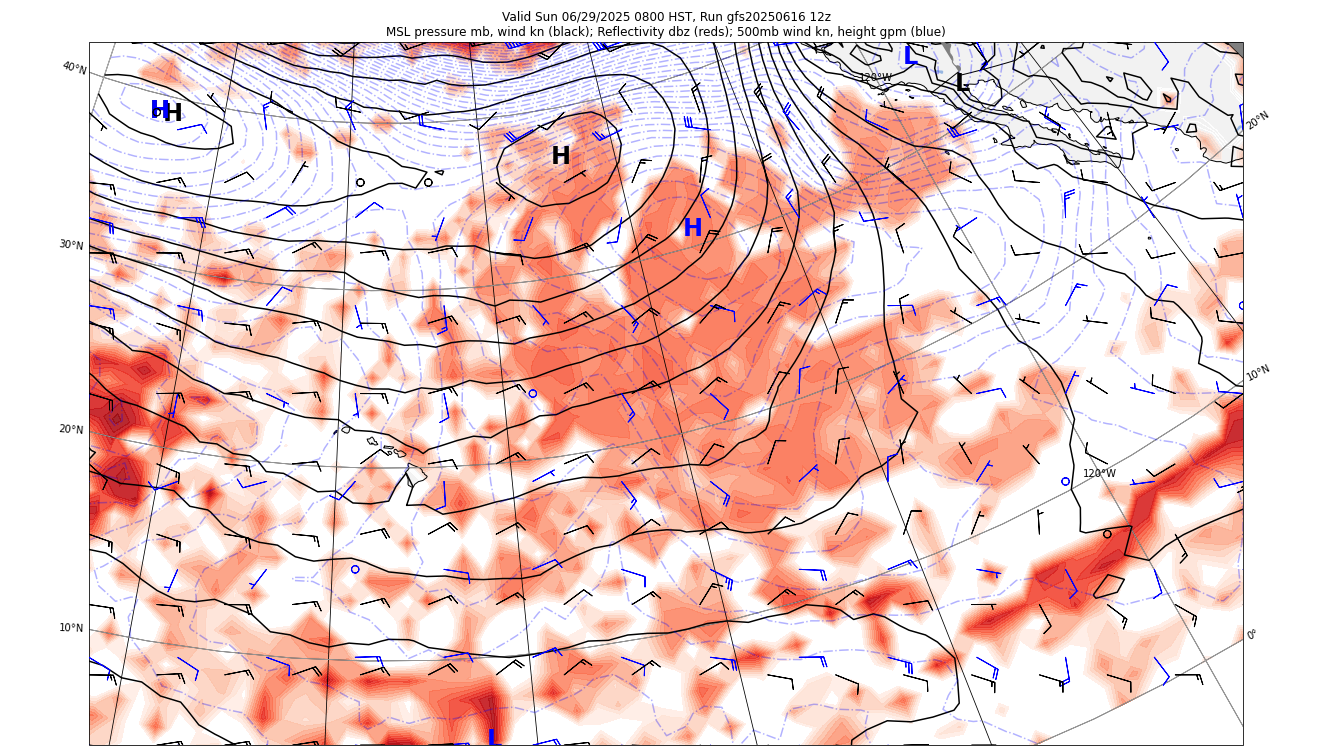 Valid Sun 06/29/2025 0800 HST, Run gfs20250616 12z
MSL pressure mb, wind kn (black); Reflectivity dbz (reds); 500mb wind kn, height gpm (blue)
40°N
120°W
L
L
H
H
20°N
H
H
30°N
10°N
20°N
120°W
10°N
0°
L